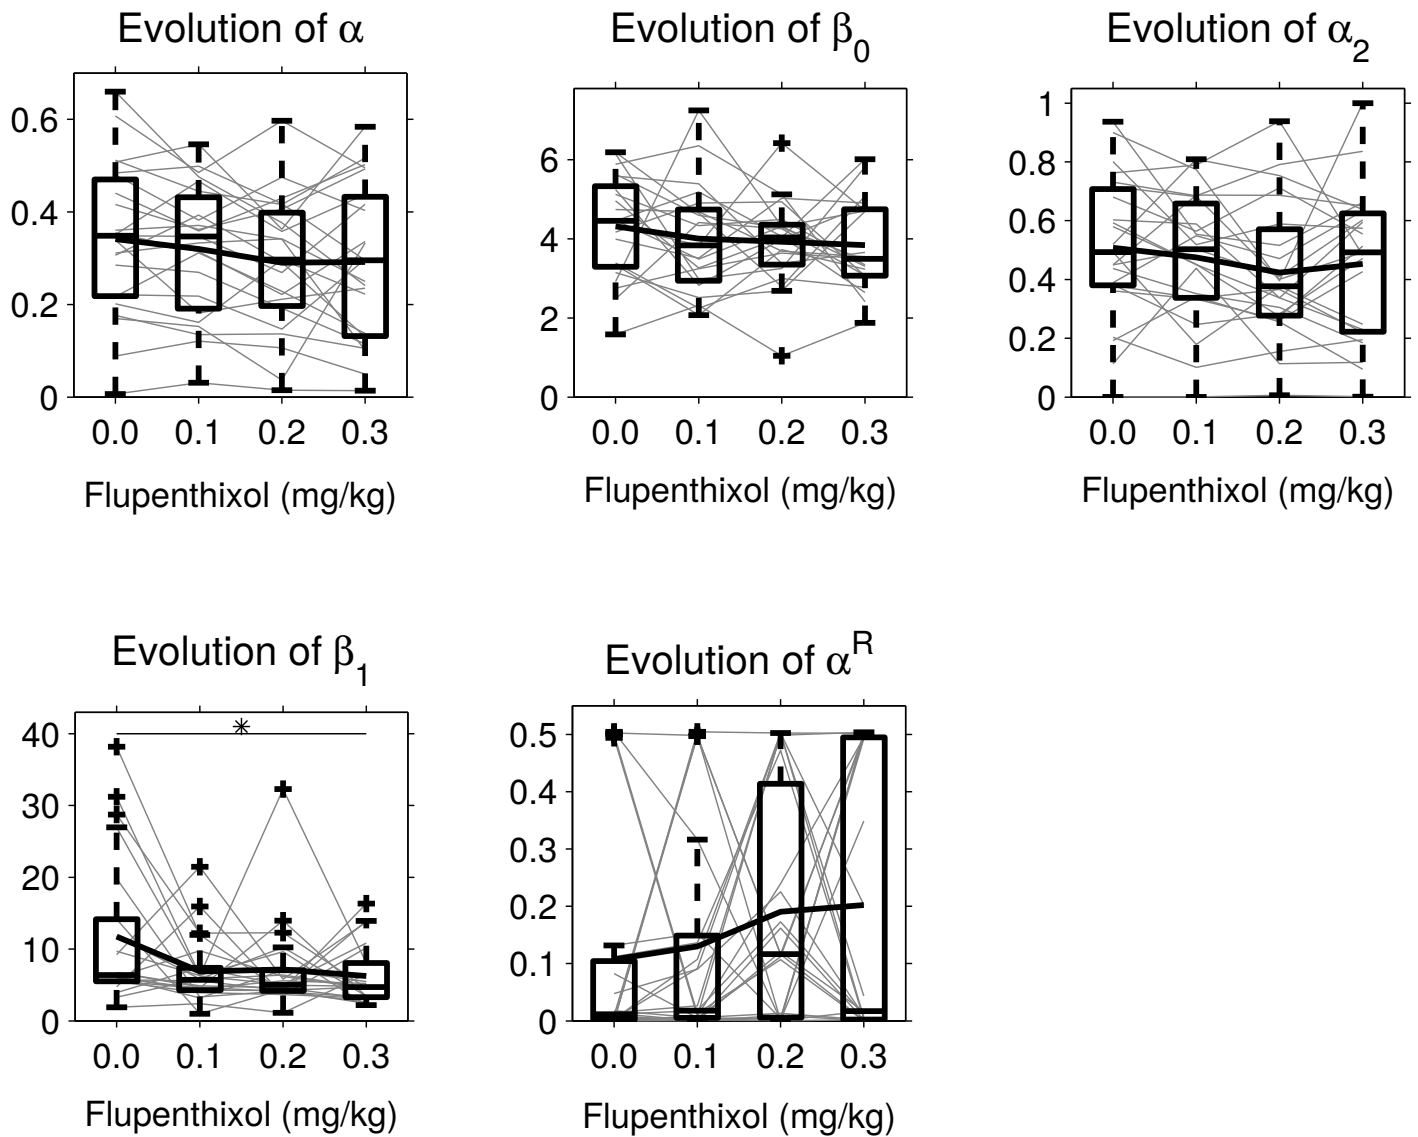 Evolution of α
0.6
0.4
0.2
0
0.0 0.1 0.2 0.3
Flupenthixol (mg/kg)
Evolution of β0
6
4
2
0
0.0 0.1 0.2 0.3
Flupenthixol (mg/kg)
Evolution of α2
1
0.8
0.6
0.4
0.2
0
0.0 0.1 0.2 0.3
Flupenthixol (mg/kg)
Evolution of β1
*
40
30
20
10
0
0.0 0.1 0.2 0.3
Flupenthixol (mg/kg)
Evolution of αR
0.5
0.4
0.3
0.2
0.1
0
0.0 0.1 0.2 0.3
Flupenthixol (mg/kg)